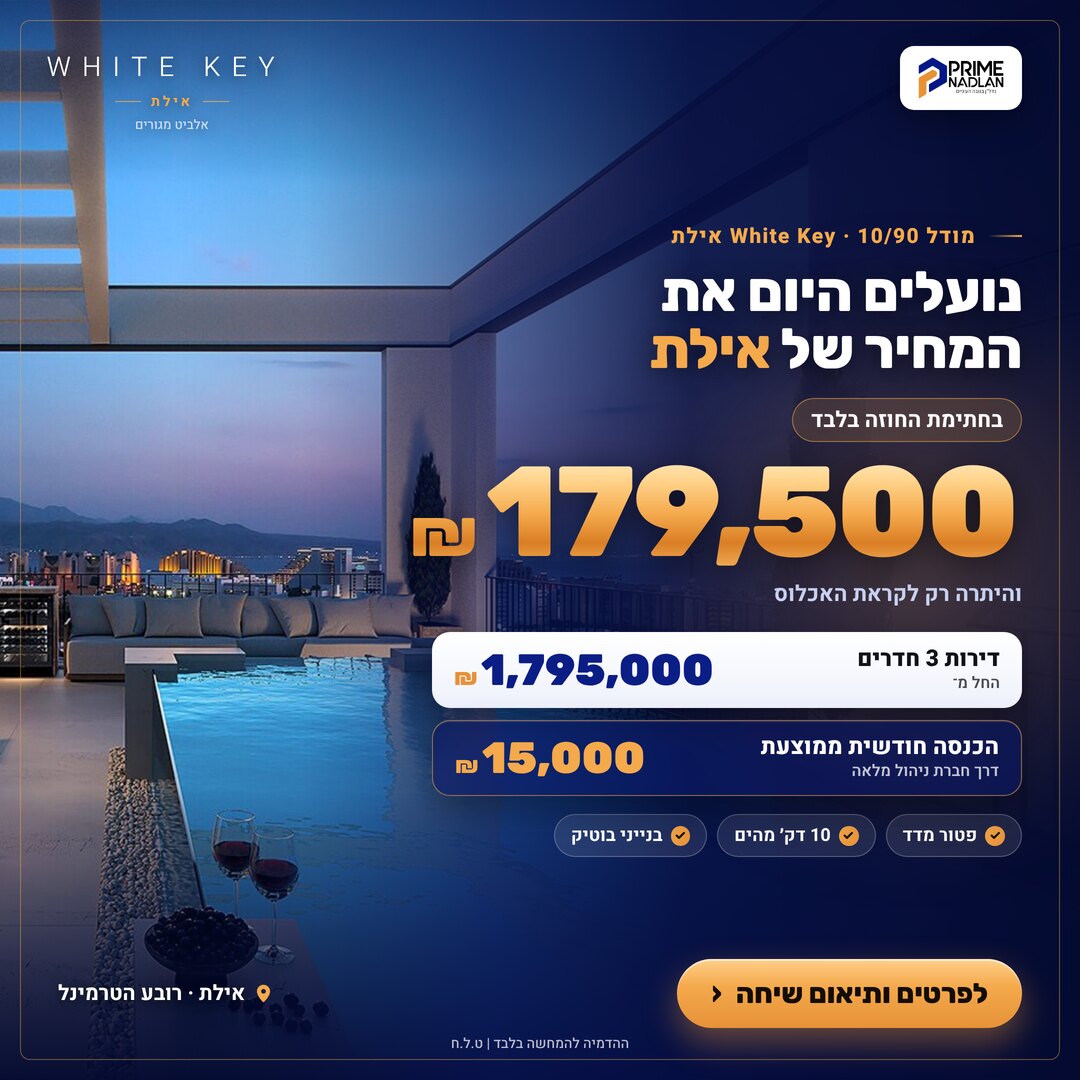 WHITE KEY
אילת
אלביט מגורים
PRIME
NADLAN
מודל 10/90 · White Key אילת
נועלים היום את
המחיר של אילת
בחתימת החוזה בלבד
179,500 ₪
והיתרה רק לקראת האכלוס
דירות 3 חדרים
החל מ־
1,795,000 ₪
הכנסה חודשית ממוצעת
דרך חברת ניהול מלאה
15,000 ₪
פטור מדד
10 דק׳ מהים
בנייני בוטיק
לפרטים ותיאום שיחה ‹
אילת · רובע הטרמינל
ההדמיה להמחשה בלבד | ט.ל.ח